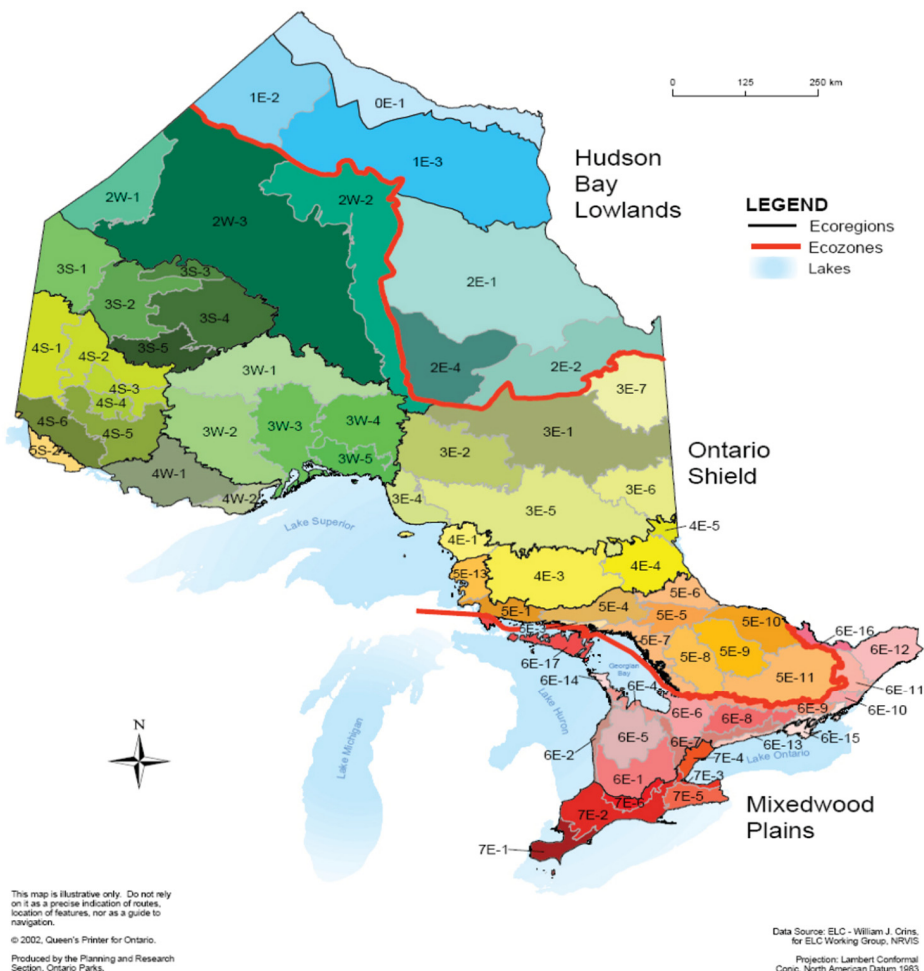 0E-1
1E-2
0 125 250 km
1E-3
Hudson
Bay
Lowlands
2W-1
2W-2
2W-3
LEGEND
Ecoregions
Ecozones
Lakes
3S-1
3S-3
3S-2
3S-4
2E-1
3S-5
4S-1
4S-2
2E-4
2E-2
3W-1
4S-3
4S-4
3E-7
4S-6
4S-5
3W-2
3W-3
3W-4
3E-1
5S-2
3W-5
3E-2
4W-1
Ontario
Shield
4W-2
3E-4
3E-5
3E-6
Lake Superior
4E-5
4E-1
4E-3
4E-4
5E-13
5E-6
5E-1
5E-4
5E-5
5E-10
5E-3
5E-7
5E-8
5E-9
6E-16
6E-12
6E-17
5E-11
Georgian
Bay
6E-14
6E-4
6E-11
Lake Huron
6E-9
6E-10
6E-6
6E-8
N
6E-2
6E-5
6E-7
6E-13
6E-15
Lake Michigan
7E-4
Lake Ontario
6E-1
7E-3
7E-6
7E-5
7E-2
Mixedwood
Plains
7E-1
This map is illustrative only. Do not rely
on it as a precise indication of routes,
location of features, nor as a guide to
navigation.
© 2002, Queen's Printer for Ontario.
Produced by the Planning and Research
Section, Ontario Parks.
Data Source: ELC - William J. Crins,
for ELC Working Group, NRVIS
Projection: Lambert Conformal
Conic, North American Datum 1983